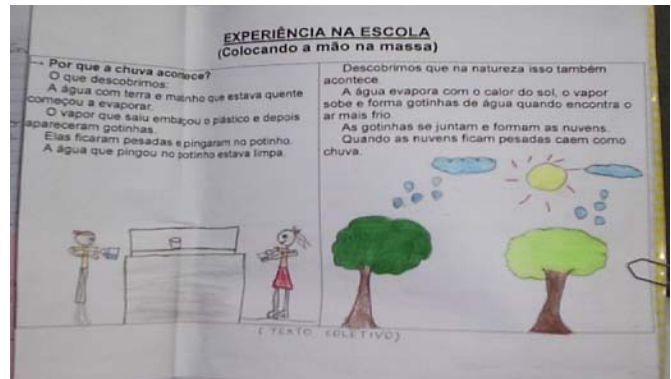 EXPERIÊNCIA NA ESCOLA
(Colocando a mão na massa)
→ Por que a chuva acontece?
O que descobrimos:
A água com terra e matinho que estava quente
começou a evaporar.
O vapor que saiu embaçou o plástico e depois
apareceram gotinhas.
Elas ficaram pesadas e pingaram no potinho.
A água que pingou no potinho estava limpa.
Descobrimos que na natureza isso também
acontece.
A água evapora com o calor do sol, o vapor
sobe e forma gotinhas de água quando encontra o
ar mais frio.
As gotinhas se juntam e formam as nuvens.
Quando as nuvens ficam pesadas caem como
chuva.
(TEXTO COLETIVO)